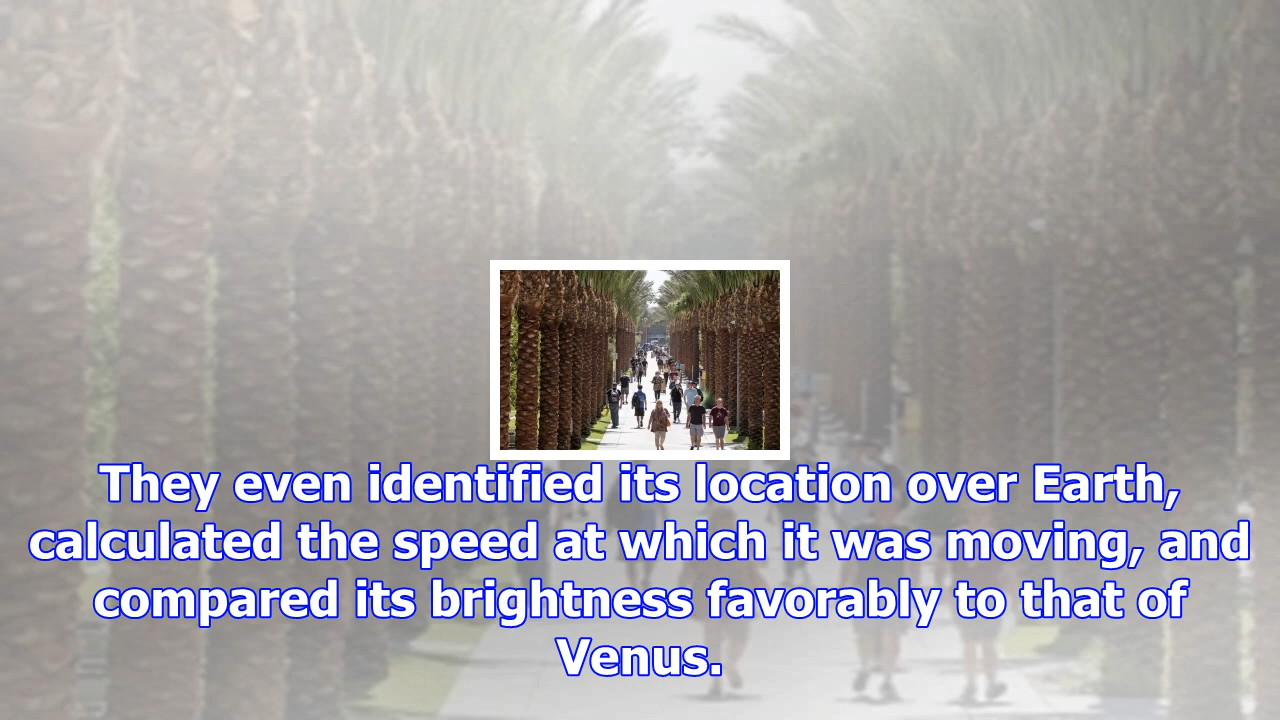 They even identified its location over Earth,
calculated the speed at which it was moving, and
compared its brightness favorably to that of
Venus.